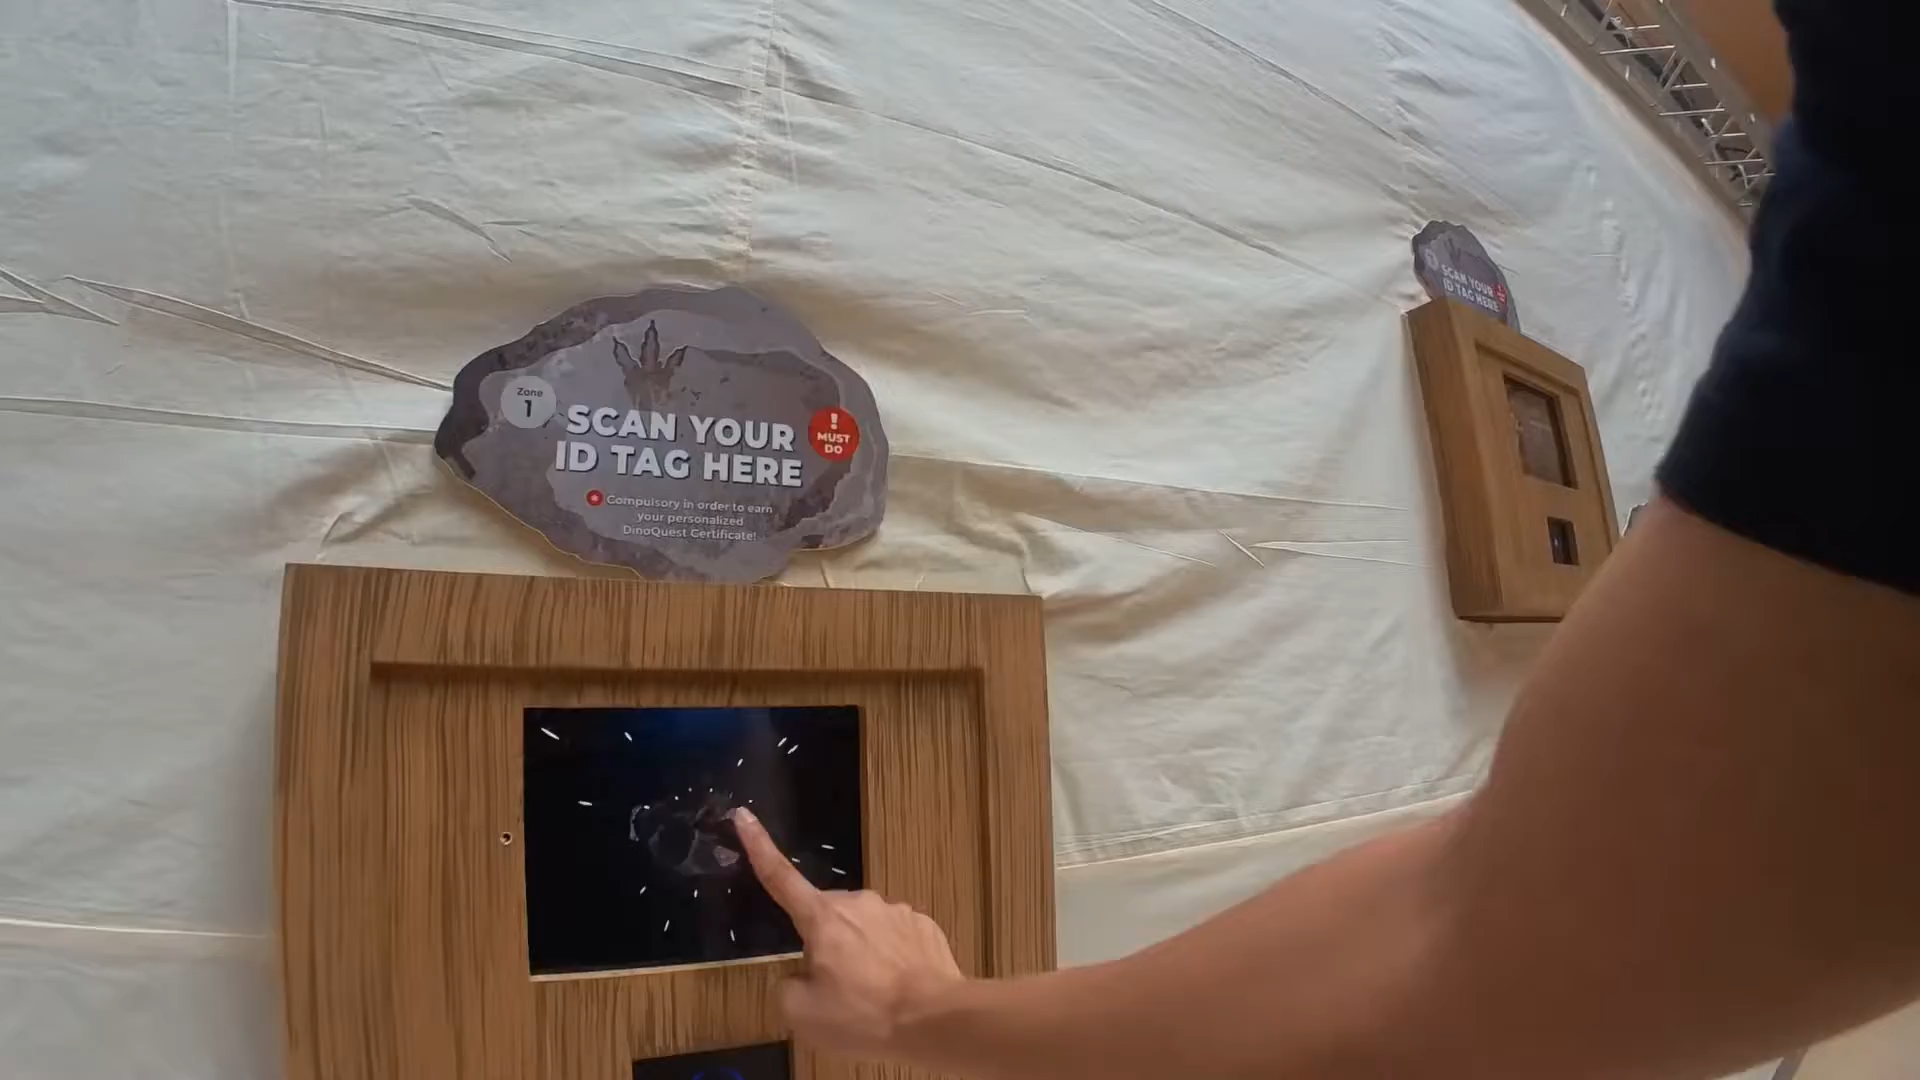 Zone
1
SCAN YOUR
ID TAG HERE
!
MUST
DO
Compulsory in order to earn
your personalized
DinoQuest Certificate!
SCAN YOUR
ID TAG HERE